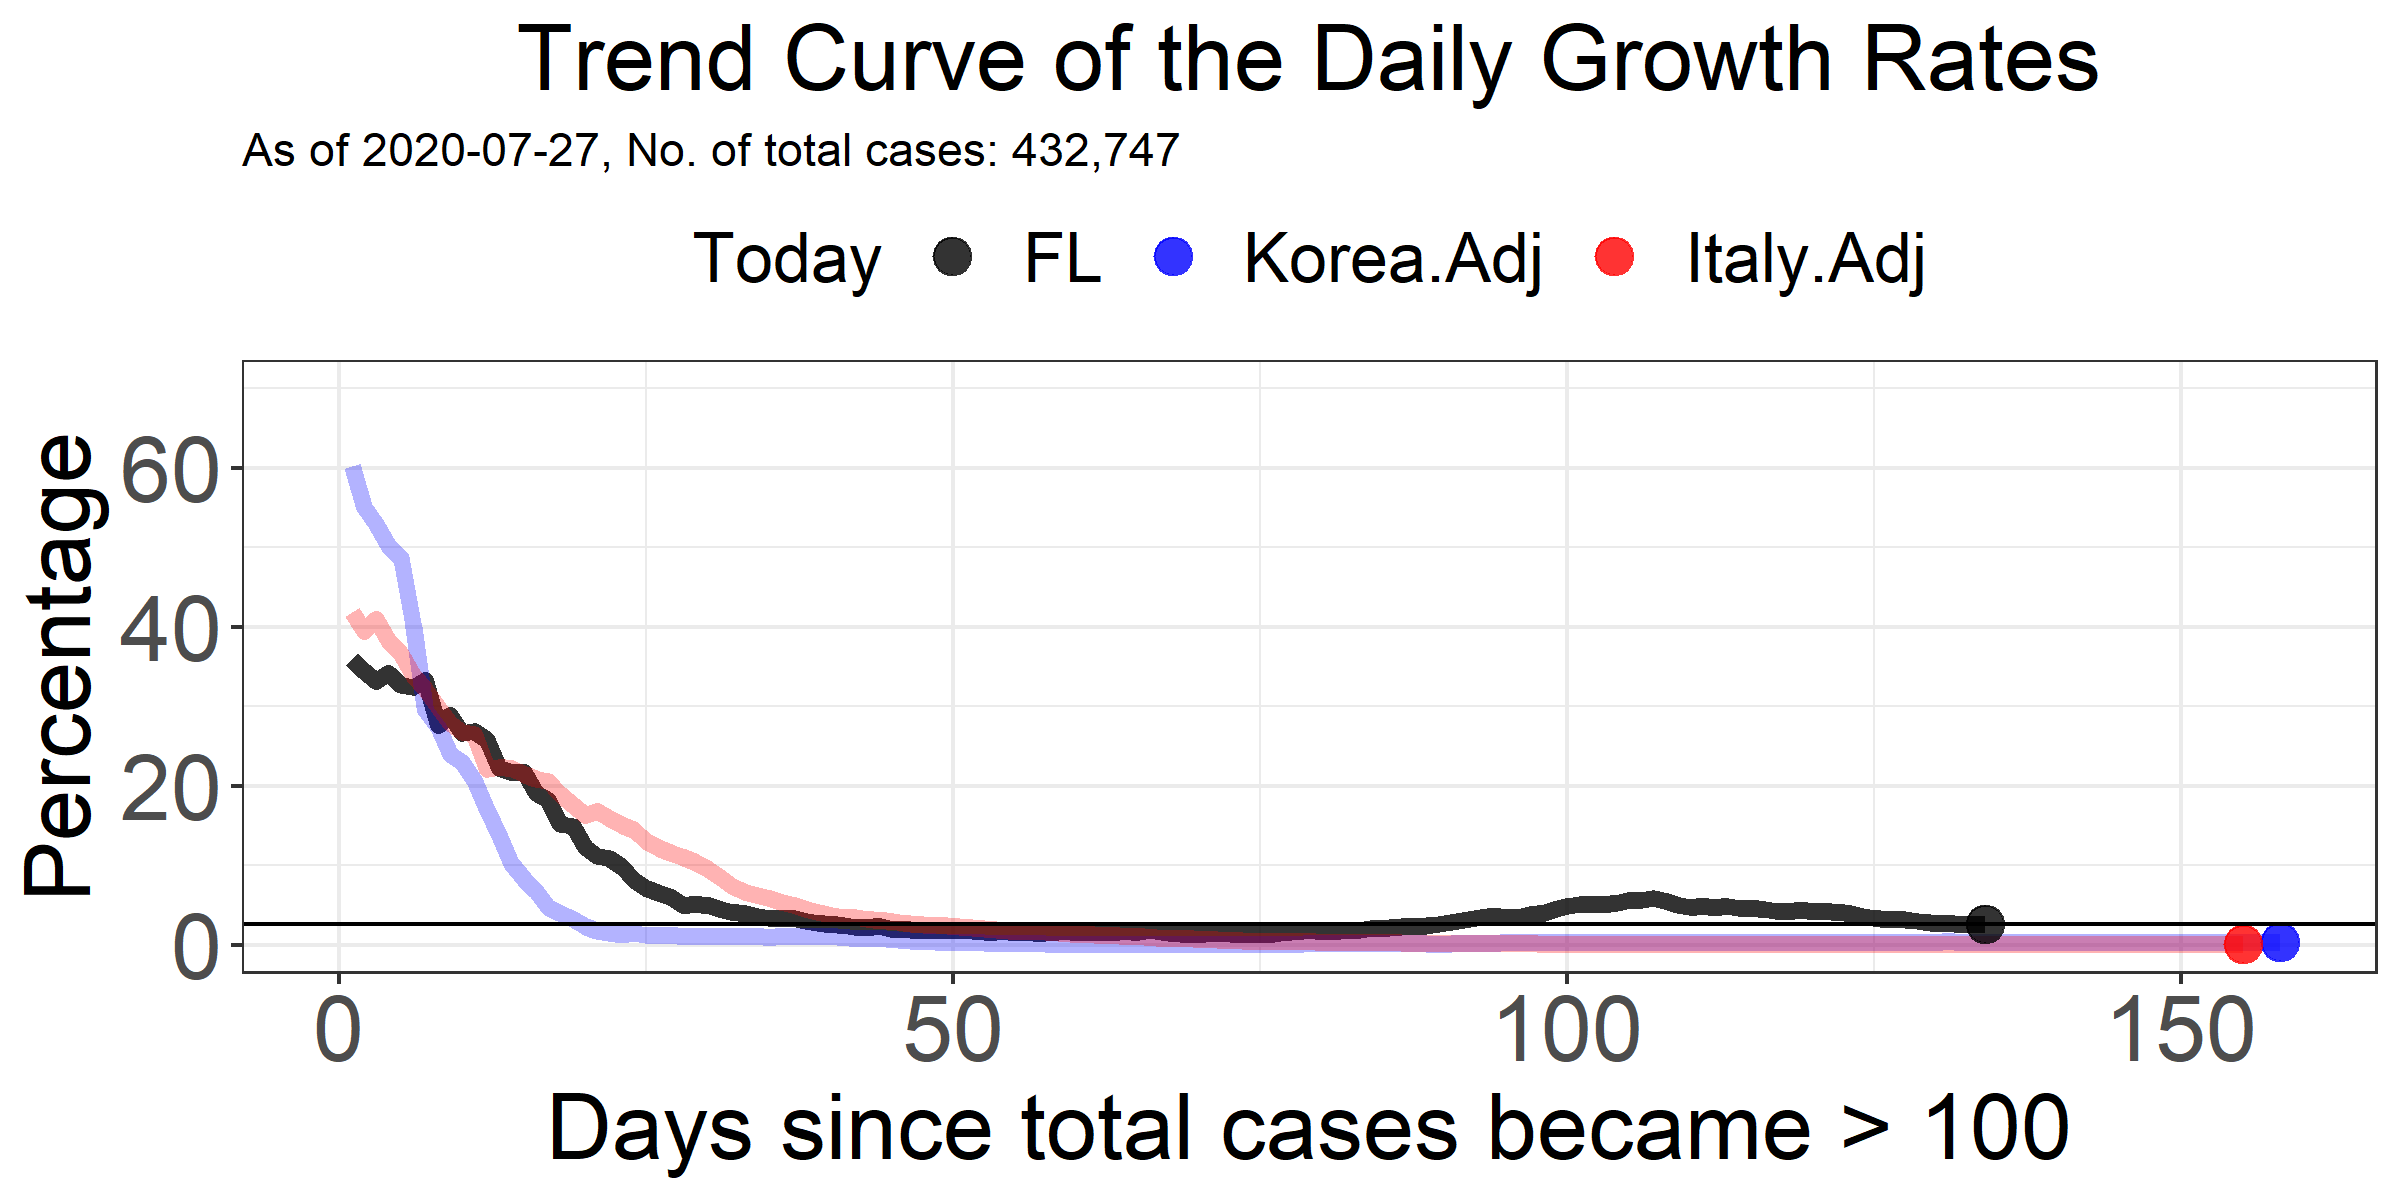 Trend Curve of the Daily Growth Rates
As of 2020-07-27, No. of total cases: 432,747
Today FL Korea.Adj Italy.Adj
Percentage
60
40
20
0
0 50 100 150
Days since total cases became > 100